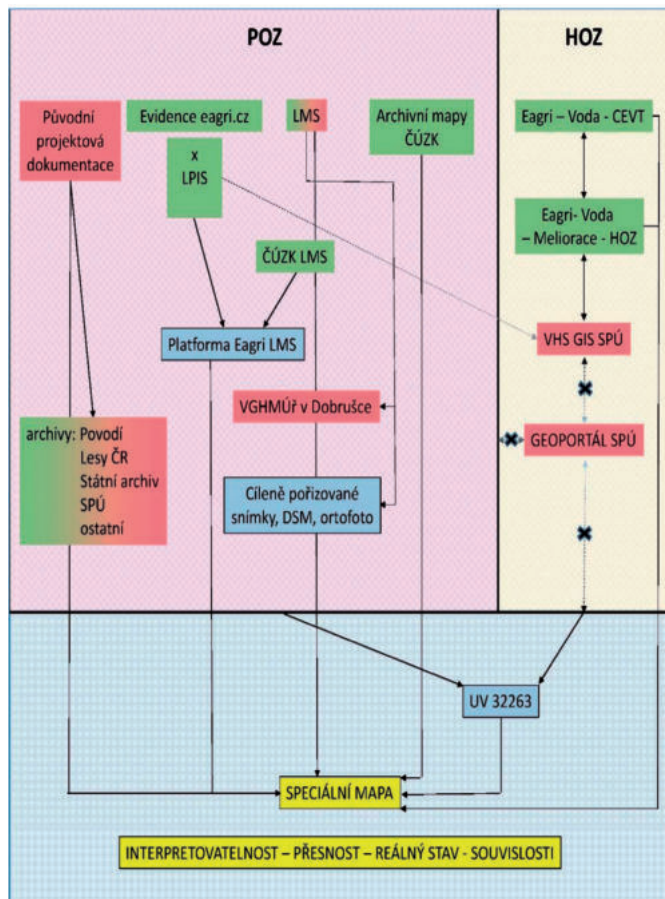 POZ
HOZ
Původní
projektová
dokumentace
Evidence eagri.cz
x
LPIS
LMS
Archivní mapy
ČÚZK
Eagri – Voda - CEVT
Eagri- Voda
– Meliorace - HOZ
ČÚZK LMS
Platforma Eagri LMS
VHS GIS SPÚ
VGHMÚř v Dobrušce
GEOPORTÁL SPÚ
archivy: Povodí
Lesy ČR
Státní archiv
SPÚ
ostatní
Cíleně pořizované
snímky, DSM, ortofoto
UV 32263
SPECIÁLNÍ MAPA
INTERPRETOVATELNOST – PŘESNOST – REÁLNÝ STAV - SOUVISLOSTI